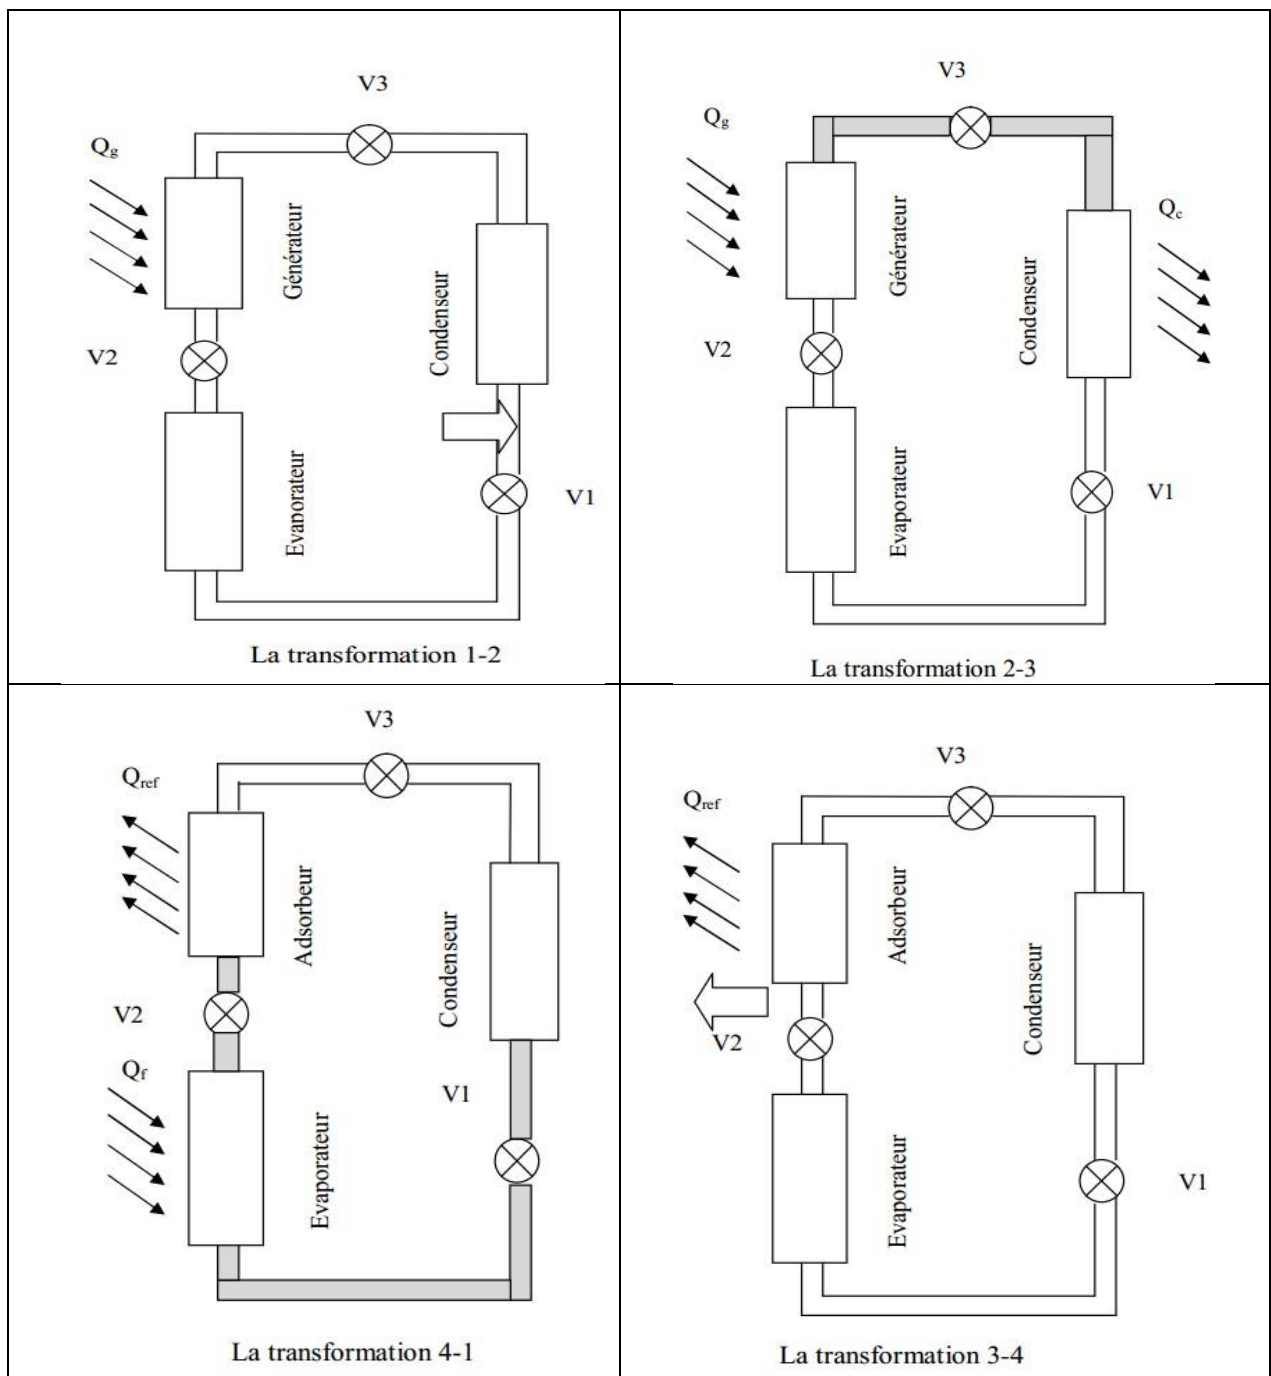 V3
Qg
Générateur
Condenseur
V2
Evaporateur
V1
La transformation 1-2
V3
Qg
Qc
Générateur
Condenseur
V2
Evaporateur
V1
La transformation 2-3
V3
Qref
Adsorbeur
Condenseur
V2
Qf
V1
Evaporateur
La transformation 4-1
V3
Qref
Adsorbeur
Condenseur
V2
Evaporateur
V1
La transformation 3-4